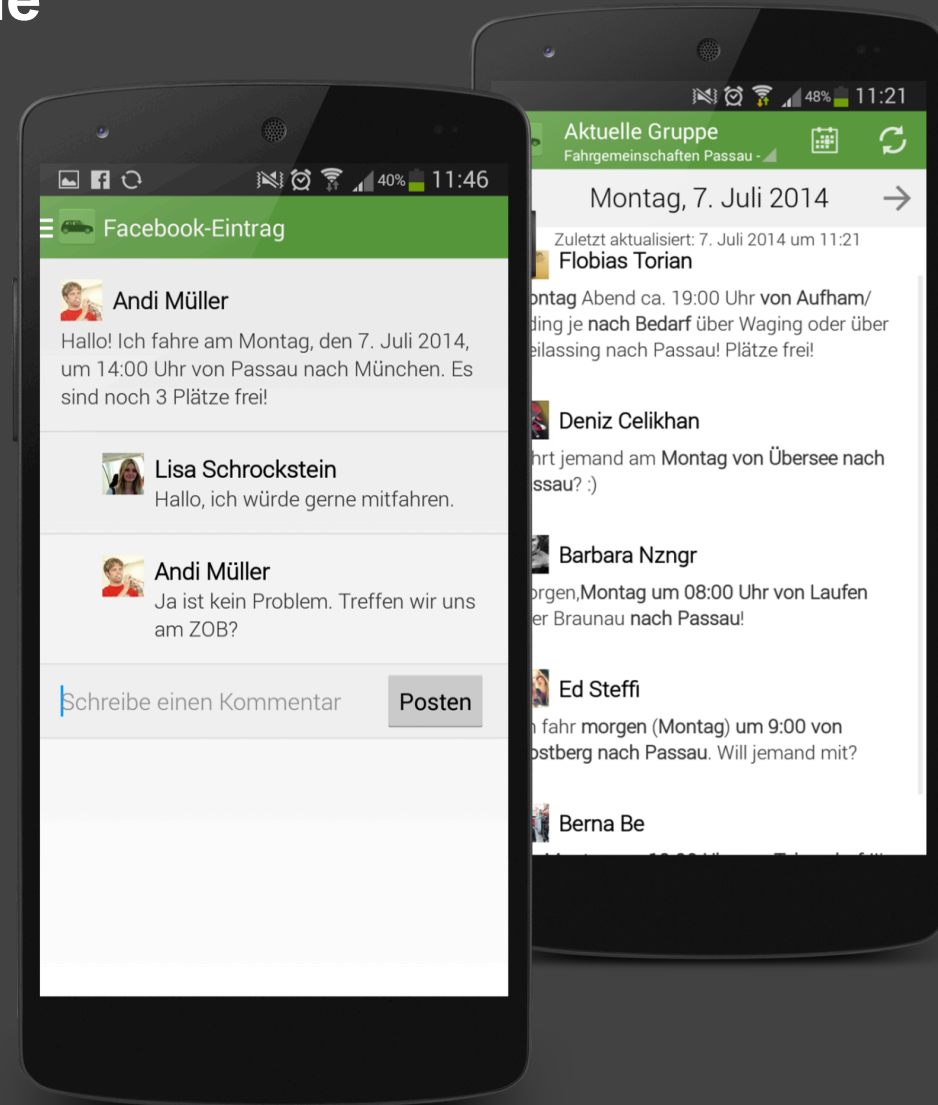 40% 11:46
Facebook-Eintrag
Andi Müller
Hallo! Ich fahre am Montag, den 7. Juli 2014,
um 14:00 Uhr von Passau nach München. Es
sind noch 3 Plätze frei!
Lisa Schrockstein
Hallo, ich würde gerne mitfahren.
Andi Müller
Ja ist kein Problem. Treffen wir uns
am ZOB?
Schreibe einen Kommentar Posten
48% 11:21
Aktuelle Gruppe
Fahrgemeinschaften Passau -
Montag, 7. Juli 2014
Zuletzt aktualisiert: 7. Juli 2014 um 11:21
Flobias Torian
ontag Abend ca. 19:00 Uhr von Aufham/
ding je nach Bedarf über Waging oder über
eilassing nach Passau! Plätze frei!
Deniz Celikhan
hrt jemand am Montag von Übersee nach
ssau? :)
Barbara Nzngr
orgen,Montag um 08:00 Uhr von Laufen
er Braunau nach Passau!
Ed Steffi
fahr morgen (Montag) um 9:00 von
ostberg nach Passau. Will jemand mit?
Berna Be